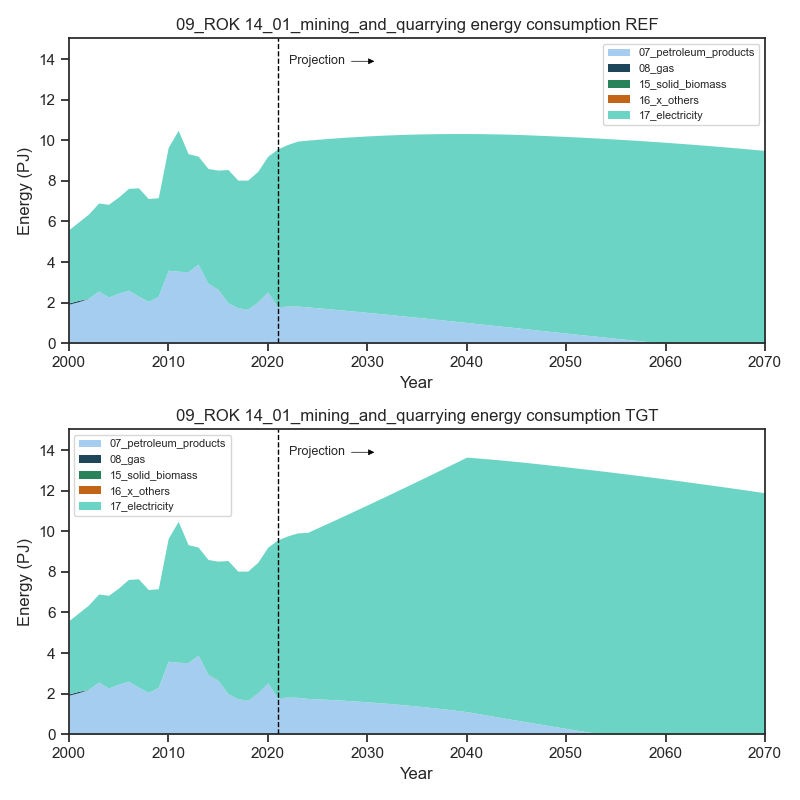 09_ROK 14_01_mining_and_quarrying energy consumption REF
Energy (PJ)
14
12
10
8
6
4
2
0
Projection
07_petroleum_products
08_gas
15_solid_biomass
16_x_others
17_electricity
2000 2010 2020 2030 2040 2050 2060 2070
Year
09_ROK 14_01_mining_and_quarrying energy consumption TGT
Energy (PJ)
14
12
10
8
6
4
2
0
07_petroleum_products
08_gas
15_solid_biomass
16_x_others
17_electricity
Projection
2000 2010 2020 2030 2040 2050 2060 2070
Year